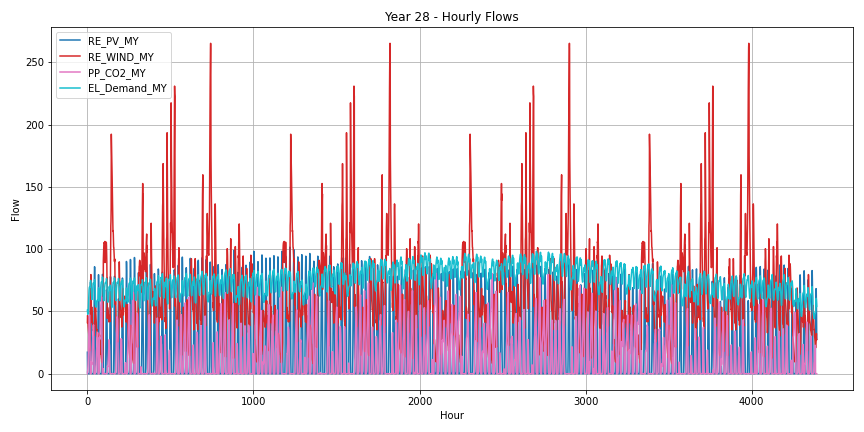 Year 28 - Hourly Flows
RE_PV_MY
RE_WIND_MY
PP_CO2_MY
EL_Demand_MY
250
200
150
100
50
0
Flow
0 1000 2000 3000 4000
Hour